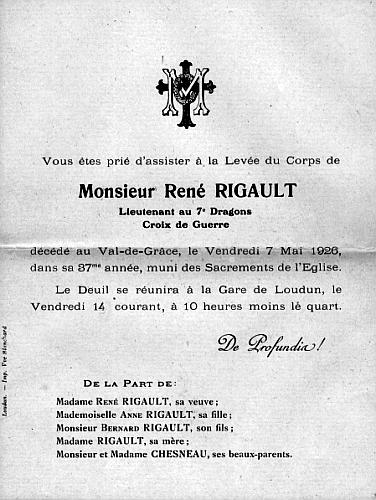 Vous êtes prié d'assister à la Levée du Corps de
Monsieur René RIGAULT
Lieutenant au 7e Dragons
Croix de Guerre
décédé au Val-de-Grâce, le Vendredi 7 Mai 1926,
dans sa 37me année, muni des Sacrements de l'Eglise.
Le Deuil se réunira à la Gare de Loudun, le
Vendredi 14 courant, à 10 heures moins le quart.
De Profundis!
DE LA PART DE:
Madame RENÉ RIGAULT, sa veuve;
Mademoiselle ANNE RIGAULT, sa fille;
Monsieur BERNARD RIGAULT, son fils;
Madame RIGAULT, sa mère;
Monsieur et Madame CHESNEAU, ses beaux-parents.
Loudun. — Imp. Vve Blanchard